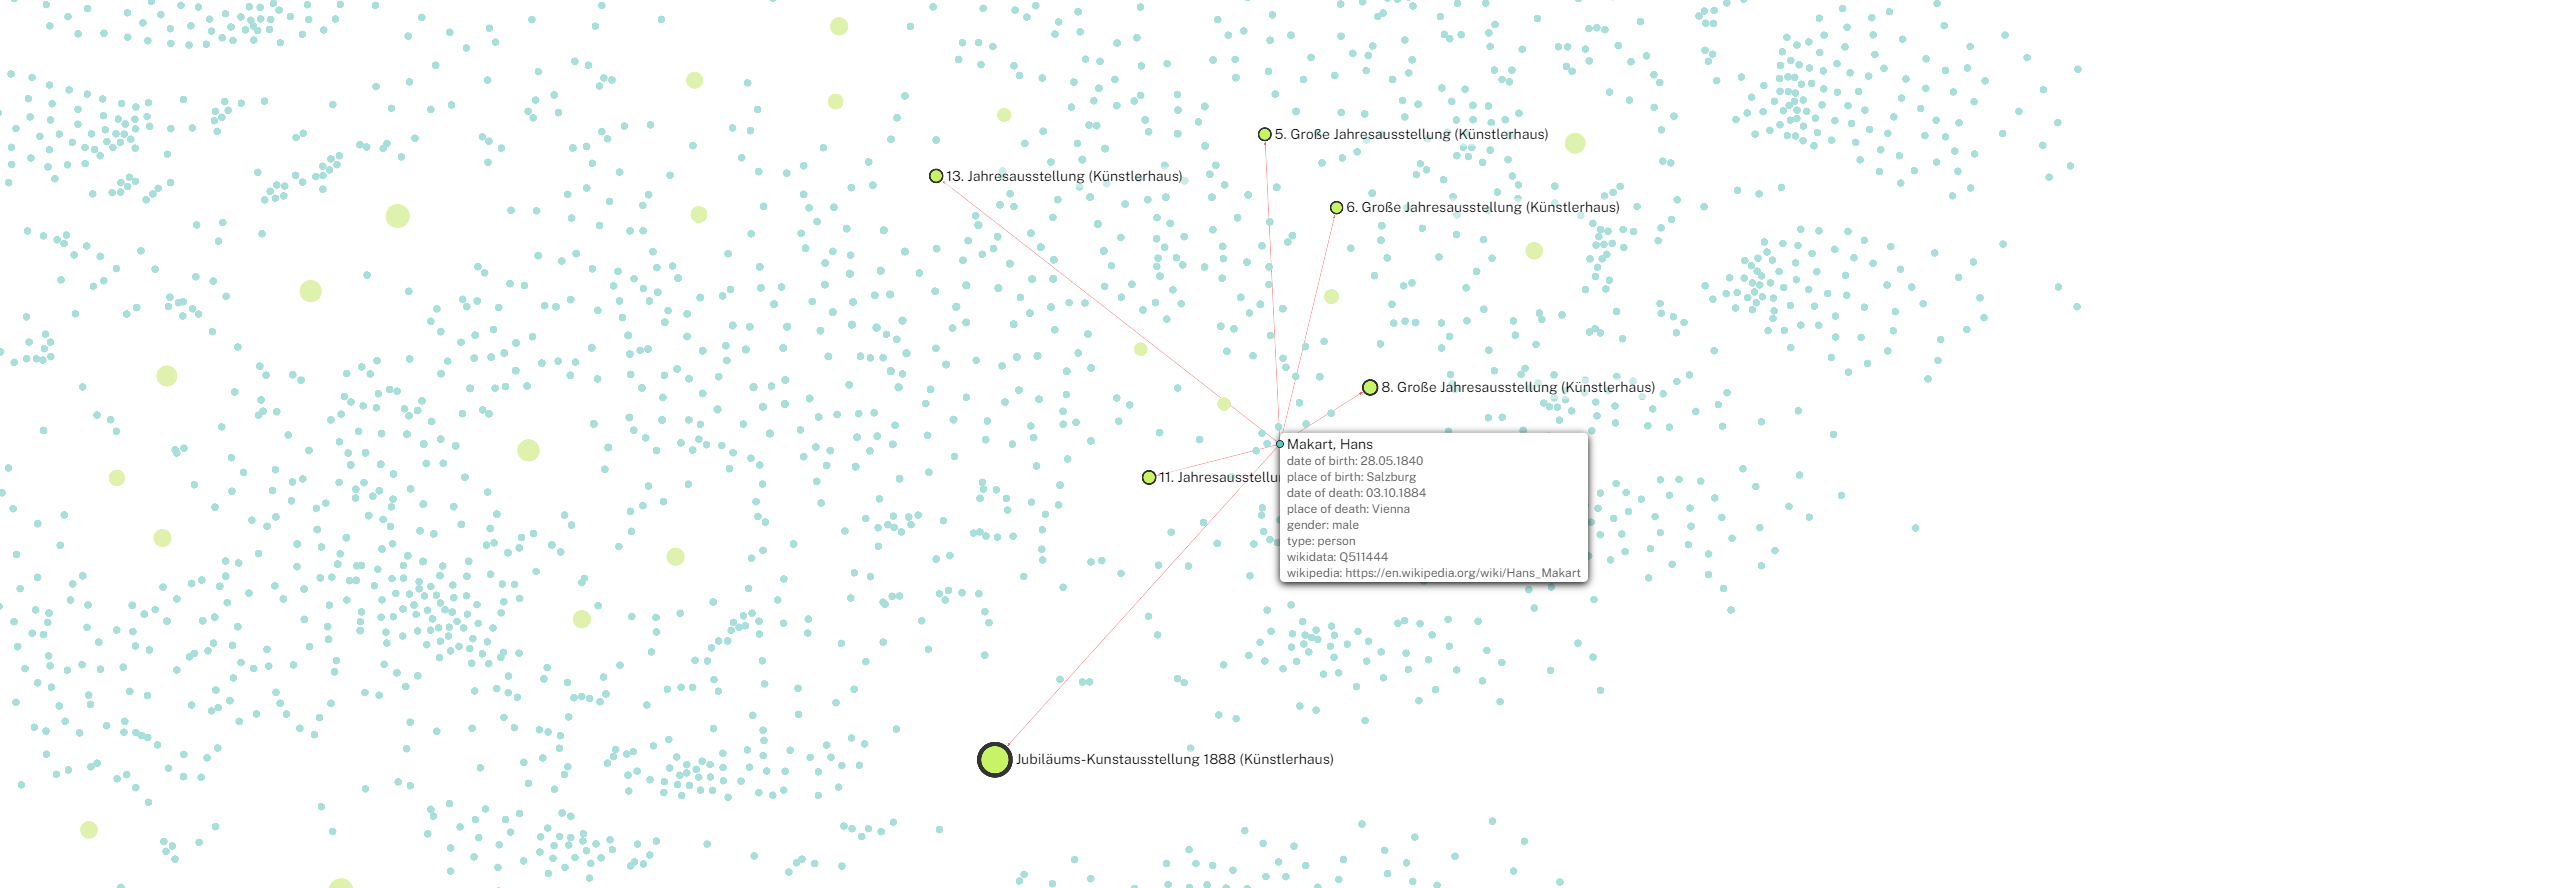 5. Große Jahresausstellung (Künstlerhaus)
13. Jahresausstellung (Künstlerhaus)
6. Große Jahresausstellung (Künstlerhaus)
8. Große Jahresausstellung (Künstlerhaus)
Makart, Hans
date of birth: 28.05.1840
place of birth: Salzburg
date of death: 03.10.1884
place of death: Vienna
gender: male
type: person
wikidata: Q511444
wikipedia: https://en.wikipedia.org/wiki/Hans_Makart
11.
Jubiläums-Kunstausstellung 1888 (Künstlerhaus)